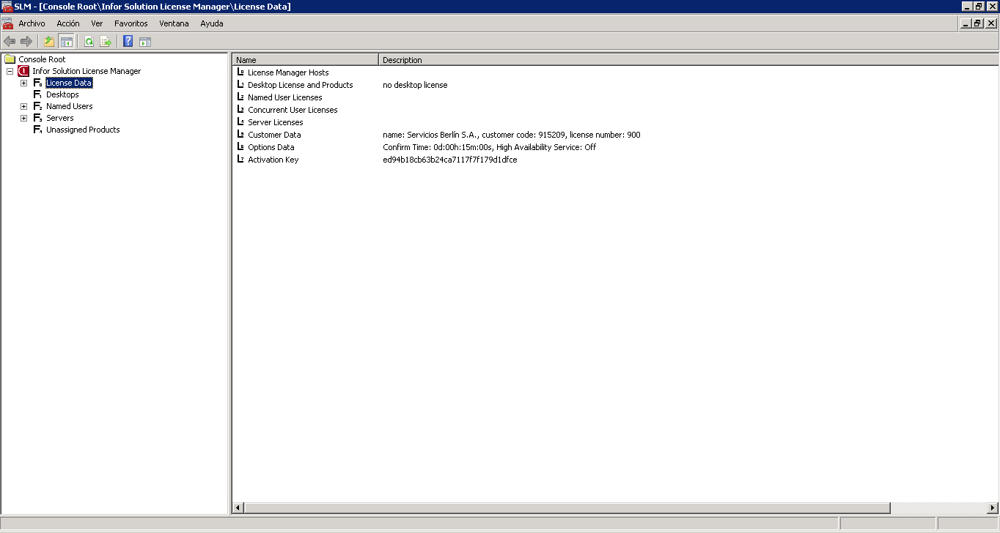 SLM - [Console Root\Infor Solution License Manager\License Data]
Archivo Acción Ver Favoritos Ventana Ayuda
Console Root
Infor Solution License Manager
License Data
Desktops
Named Users
Servers
Unassigned Products
Name Description
License Manager Hosts
Desktop License and Products no desktop license
Named User Licenses
Concurrent User Licenses
Server Licenses
Customer Data name: Servicios Berlín S.A., customer code: 915209, license number: 900
Options Data Confirm Time: 0d:00h:15m:00s, High Availability Service: Off
Activation Key ed94b18cb63b24ca7117f7f179d1dfce